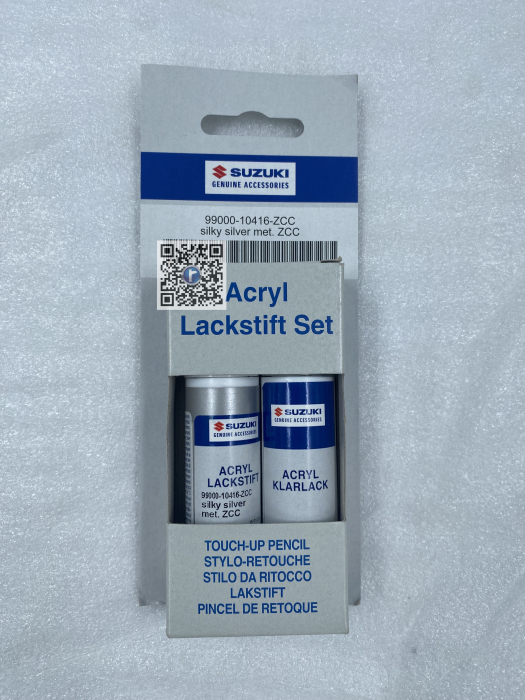 SUZUKI
GENUINE ACCESSORIES
99000-10416-ZCC
silky silver met. ZCC
Acryl
Lackstift Set
SUZUKI
GENUINE ACCESSORIES
ACRYL
LACKSTIFT
99000-10416-ZCC
silky silver
met. ZCC
SUZUKI
GENUINE ACCESSORIES
ACRYL
KLARLACK
TOUCH-UP PENCIL
STYLO-RETOUCHE
STILO DA RITOCCO
LAKSTIFT
PINCEL DE RETOQUE